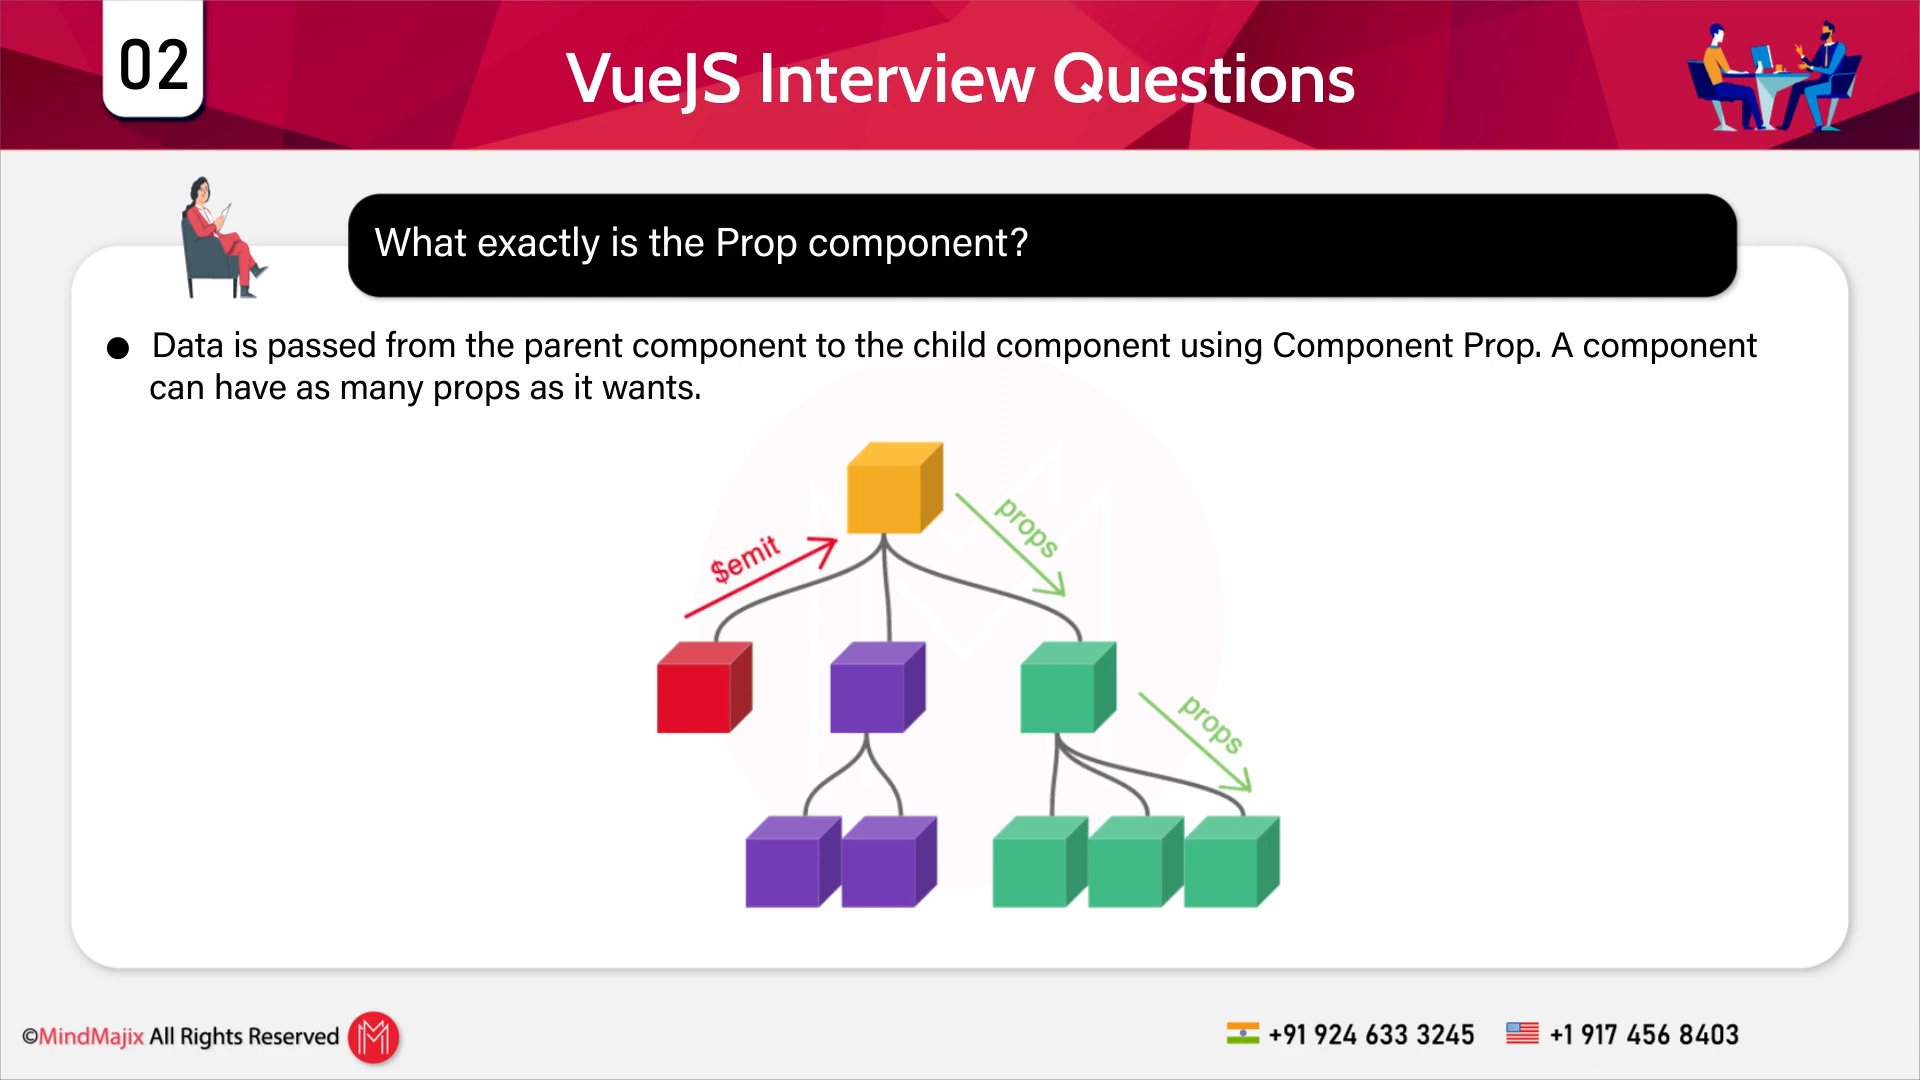 02
VueJS Interview Questions
What exactly is the Prop component?
● Data is passed from the parent component to the child component using Component Prop. A component
can have as many props as it wants.
props
$emit
props
©MindMajix All Rights Reserved
+91 924 633 3245
+1 917 456 8403